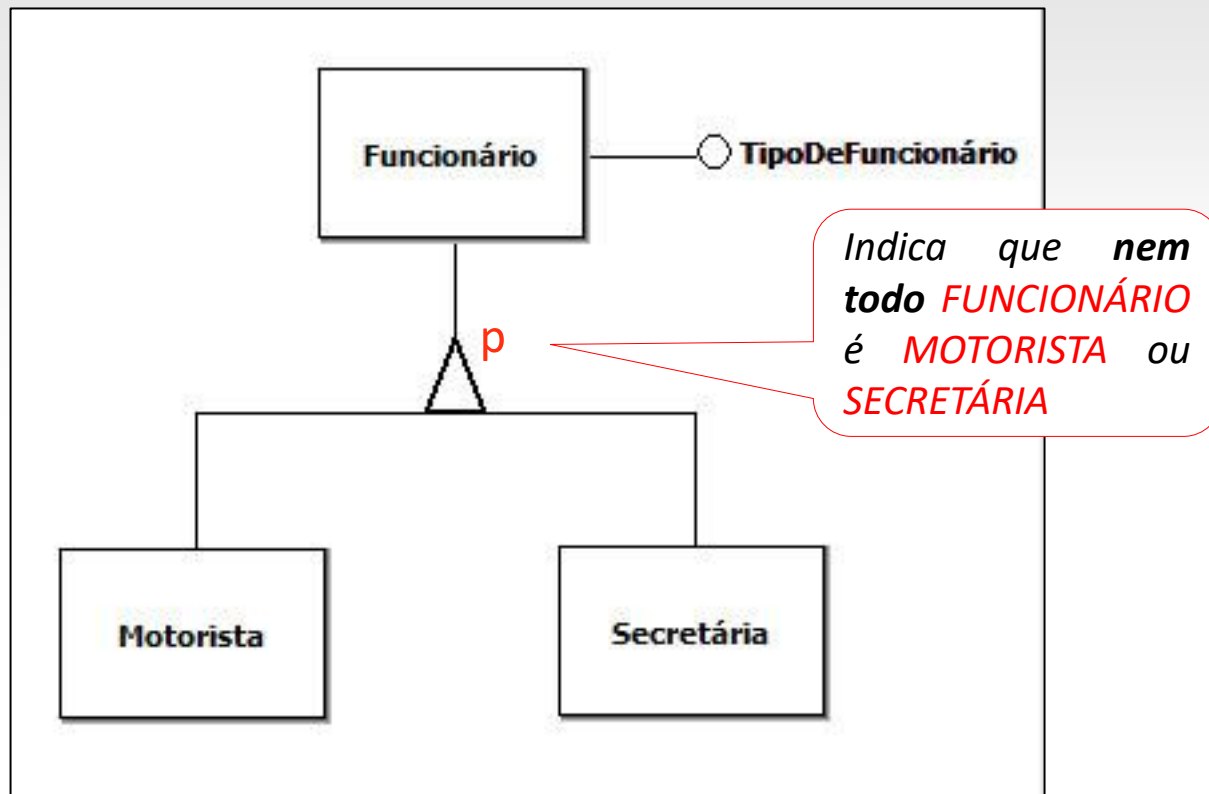 Funcionário
TipoDeFuncionário
Indica que nem
todo FUNCIONÁRIO
é MOTORISTA ou
SECRETÁRIA
p
Motorista
Secretária